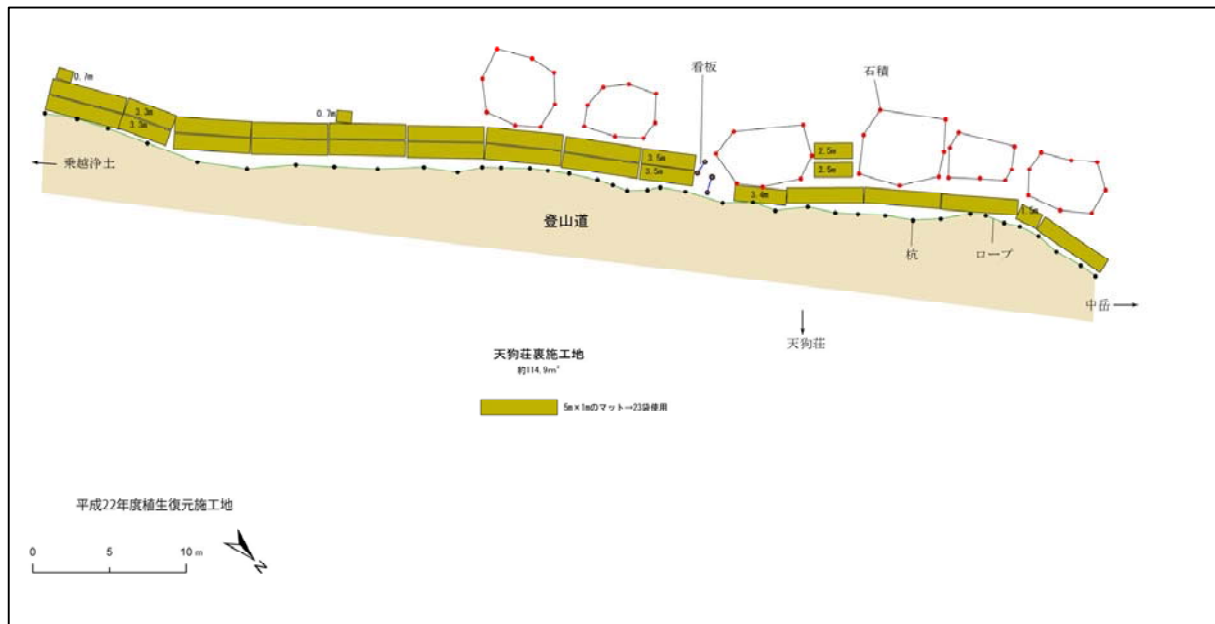 看板
石積
0.7m
0.7m
3.3m
3.3m
3.5m
3.5m
2.5m
3.4m
1.5m
乗越浄土
登山道
杭
ロープ
中岳
天狗荘
天狗荘裏施工地
約114.9m²
5m×1mのマット→23袋使用
平成22年度植生復元施工地
0 5 10 m
N